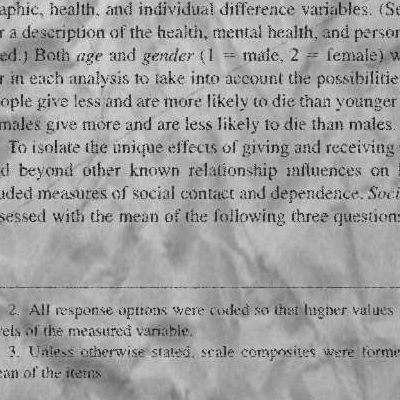 aphic, health, and individual difference variables. (Se
r a description of the health, mental health, and person
ed.) Both age and gender (1 = male, 2 = female) w
r in each analysis to take into account the possibilitie
ople give less and are more likely to die than younger
males give more and are less likely to die than males.
To isolate the unique effects of giving and receiving
d beyond other known relationship influences on
uded measures of social contact and dependence. Soci
sessed with the mean of the following three questions
2. All response options were coded so that higher values
vels of the measured variable.
3. Unless otherwise stated, scale composites were forme
ean of the items